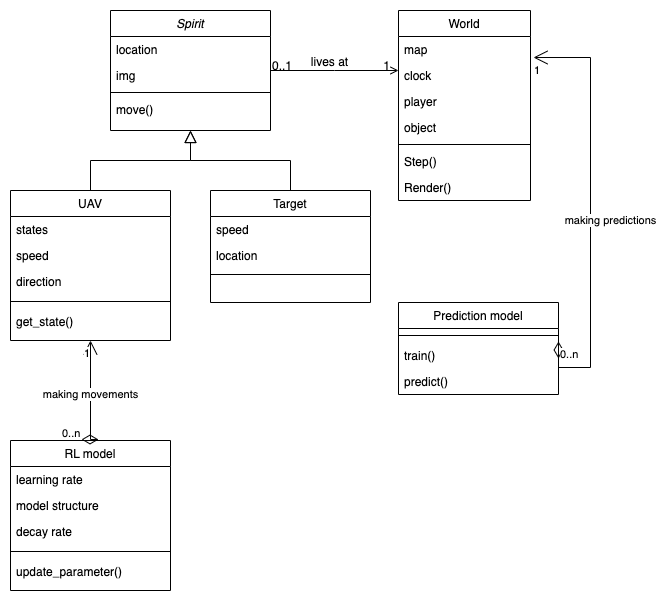 Spirit
location
img
move()
0..1
lives at
1
World
map
clock
player
object
Step()
Render()
1
making predictions
UAV
states
speed
direction
get_state()
Target
speed
location
Prediction model
train()
predict()
0..n
1
making movements
0..n
RL model
learning rate
model structure
decay rate
update_parameter()